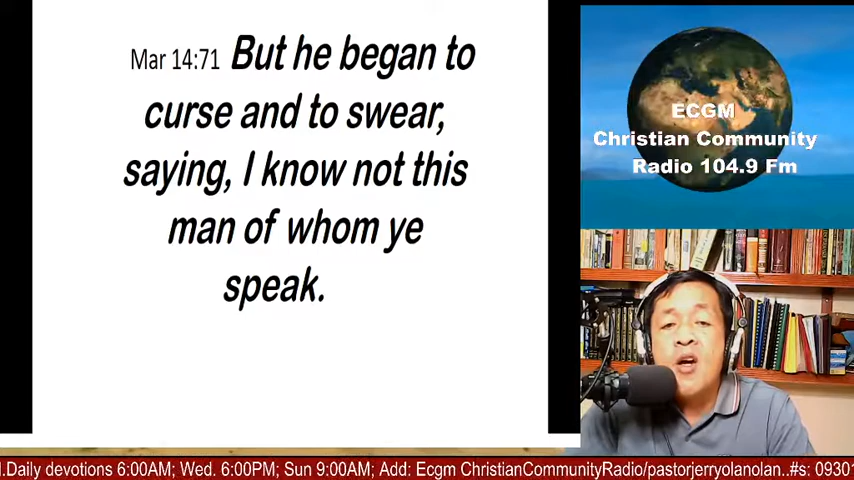 Mar 14:71 But he began to
curse and to swear,
saying, I know not this
man of whom ye
speak.
ECGM
Christian Community
Radio 104.9 Fm
.Daily devotions 6:00AM; Wed. 6:00PM; Sun 9:00AM; Add: Ecgm ChristianCommunityRadio/pastorjerryolanolan..#s: 0930